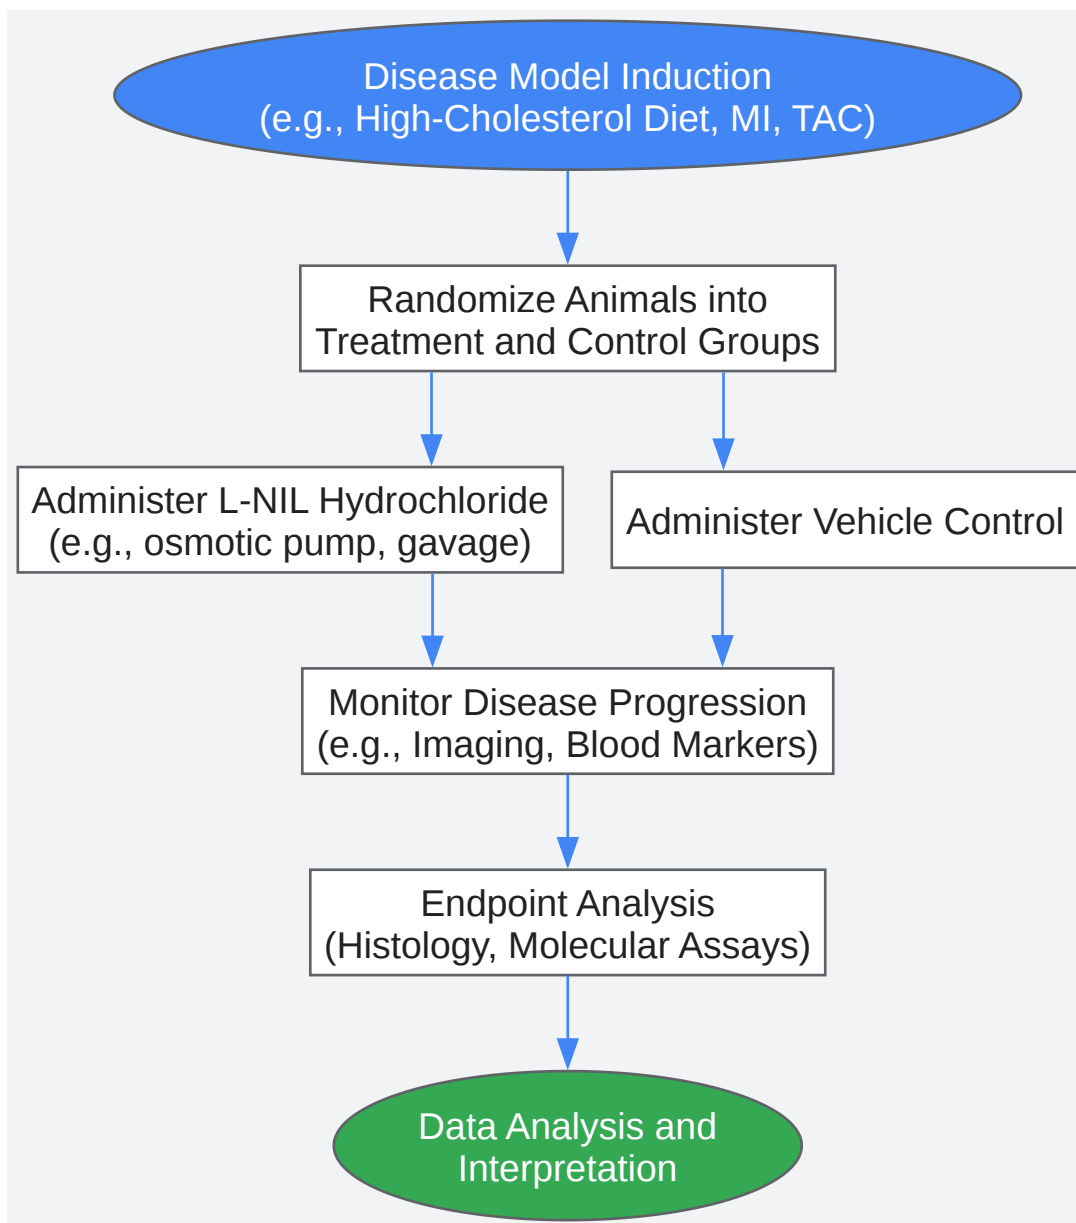 Disease Model Induction
(e.g., High-Cholesterol Diet, MI, TAC)
Randomize Animals into
Treatment and Control Groups
Administer L-NIL Hydrochloride
(e.g., osmotic pump, gavage)
Administer Vehicle Control
Monitor Disease Progression
(e.g., Imaging, Blood Markers)
Endpoint Analysis
(Histology, Molecular Assays)
Data Analysis and
Interpretation